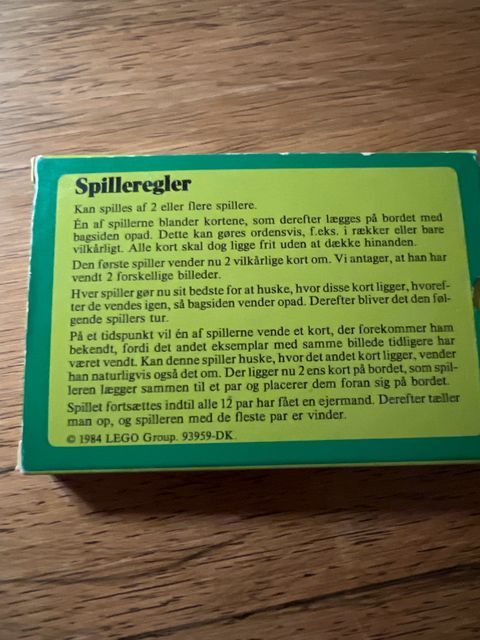 Spilleregler
Kan spilles af 2 eller flere spillere.
Én af spillerne blander kortene, som derefter lægges på bordet med
bagsiden opad. Dette kan gøres ordensvis, f.eks. i rækker eller bare
vilkårligt. Alle kort skal dog ligge frit uden at dække hinanden.
Den første spiller vender nu 2 vilkårlige kort om. Vi antager, at han har
vendt 2 forskellige billeder.
Hver spiller gør nu sit bedste for at huske, hvor disse kort ligger, hvoref-
ter de vendes igen, så bagsiden vender opad. Derefter bliver det den føl-
gende spillers tur.
På et tidspunkt vil én af spillerne vende et kort, der forekommer ham
bekendt, fordi det andet eksemplar med samme billede tidligere har
været vendt. Kan denne spiller huske, hvor det andet kort ligger, vender
han naturligvis også det om. Der ligger nu 2 ens kort på bordet, som spil-
leren lægger sammen til et par og placerer dem foran sig på bordet.
Spillet fortsættes indtil alle 12 par har fået en ejermand. Derefter tæller
man op, og spilleren med de fleste par er vinder.
© 1984 LEGO Group. 93959-DK.